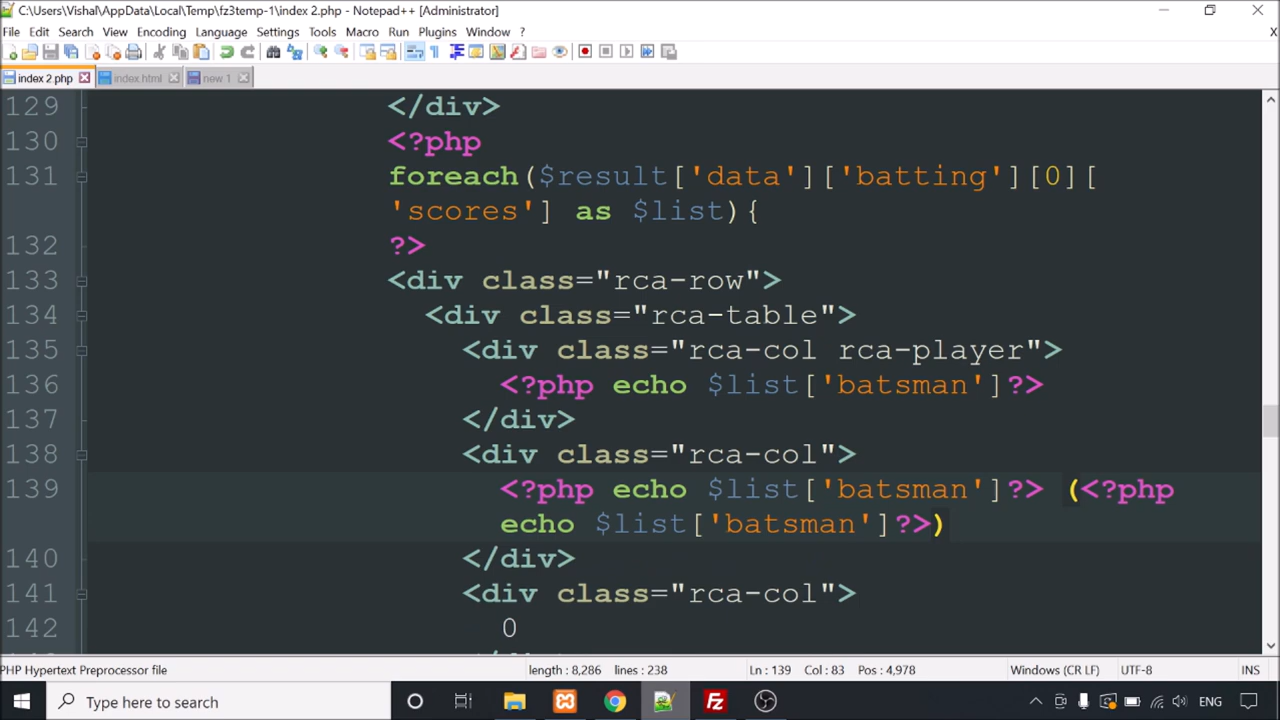 C:\Users\Vishal\AppData\Local\Temp\fz3temp-1\index 2.php - Notepad++ [Administrator]
File Edit Search View Encoding Language Settings Tools Macro Run Plugins Window ? X
index 2.php index.html new 1
129 </div>
130 <?php
131 foreach($result['data']['batting'][0][
'scores'] as $list){
132 ?>
133 <div class="rca-row">
134 <div class="rca-table">
135 <div class="rca-col rca-player">
136 <?php echo $list['batsman']?>
137 </div>
138 <div class="rca-col">
139 <?php echo $list['batsman']?> (<?php
echo $list['batsman']?>)
140 </div>
141 <div class="rca-col">
142 0
PHP Hypertext Preprocessor file length : 8,286 lines : 238 Ln : 139 Col : 83 Pos : 4,978 Windows (CR LF) UTF-8 INS
Type here to search ENG